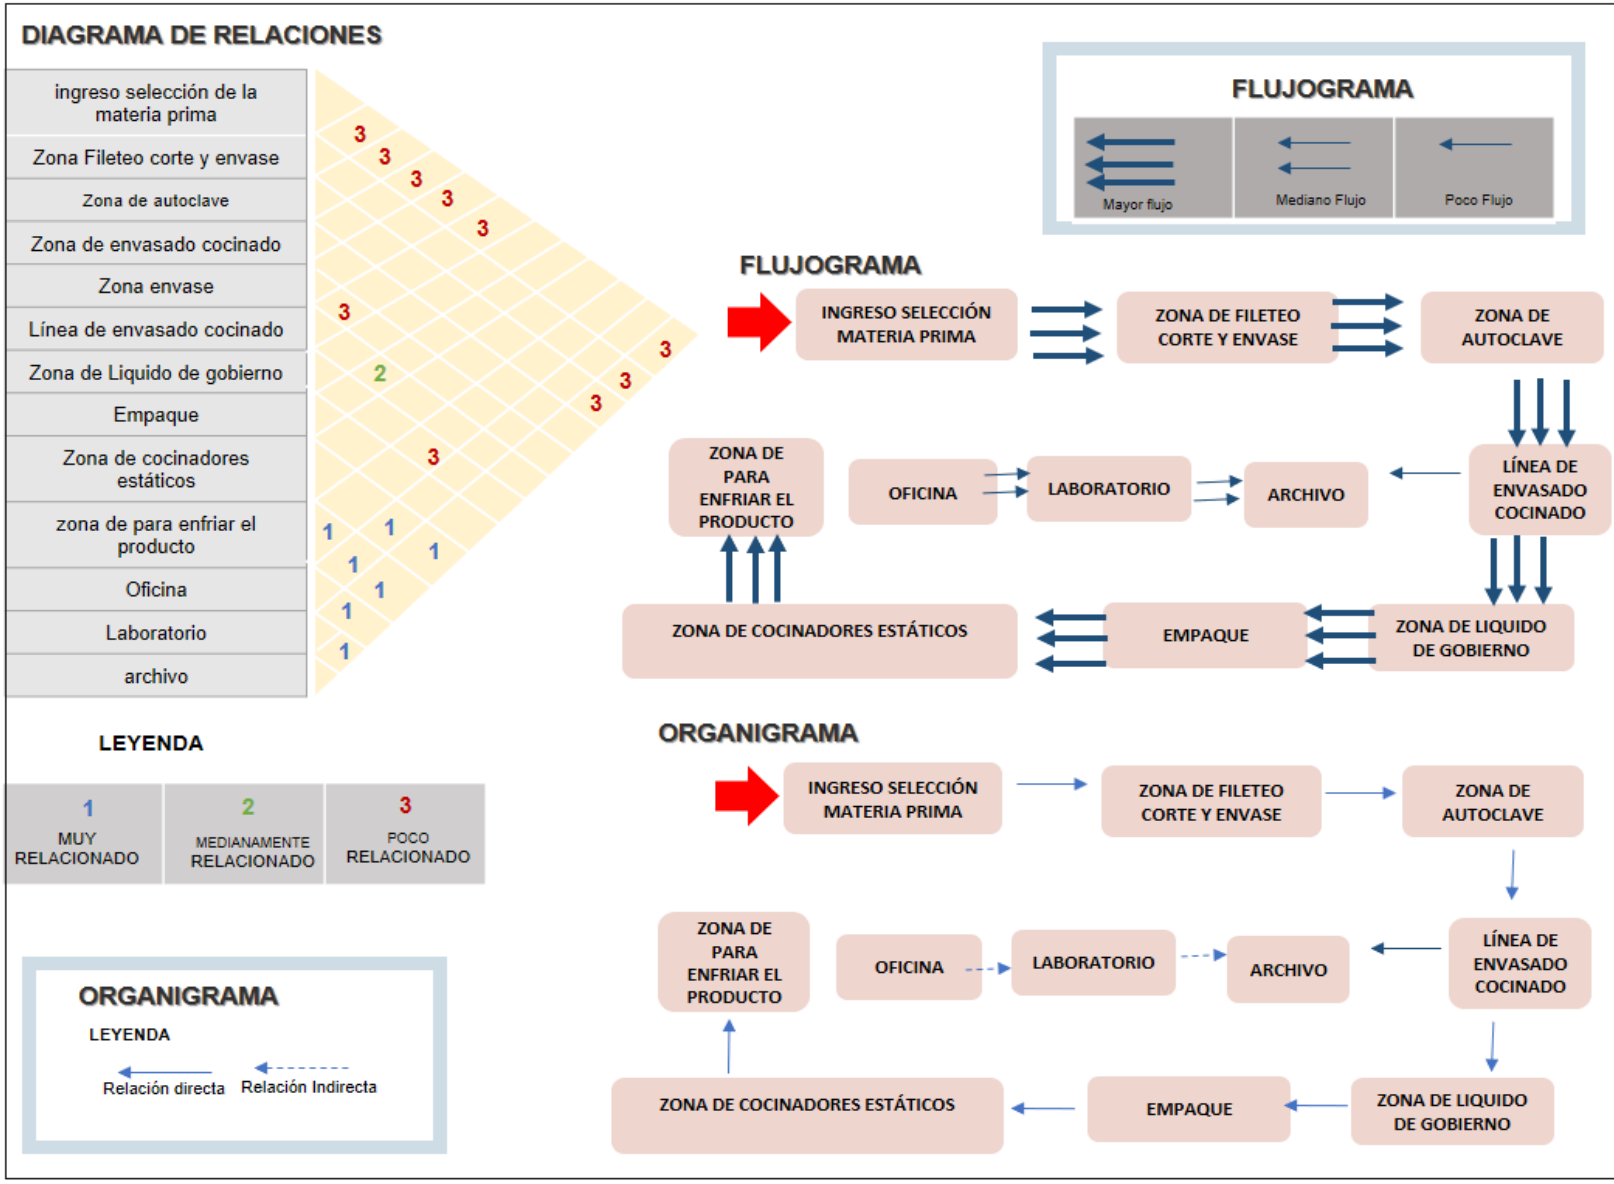 DIAGRAMA DE RELACIONES
ingreso selección de la
materia prima
Zona Fileteo corte y envase
Zona de autoclave
Zona de envasado cocinado
Zona envase
Línea de envasado cocinado
Zona de Liquido de gobierno
Empaque
Zona de cocinadores
estáticos
zona de para enfriar el
producto
Oficina
Laboratorio
archivo
3
3
3
3
3
3
3
2
3
3
3
1
1
1
1
1
1
1
LEYENDA
1
MUY
RELACIONADO
2
MEDIANAMENTE
RELACIONADO
3
POCO
RELACIONADO
ORGANIGRAMA
LEYENDA
Relación directa
Relación Indirecta
FLUJOGRAMA
Mayor flujo
Mediano Flujo
Poco Flujo
FLUJOGRAMA
INGRESO SELECCIÓN
MATERIA PRIMA
ZONA DE FILETEO
CORTE Y ENVASE
ZONA DE
AUTOCLAVE
ZONA DE
PARA
ENFRIAR EL
PRODUCTO
OFICINA
LABORATORIO
ARCHIVO
LÍNEA DE
ENVASADO
COCINADO
ZONA DE COCINADORES ESTÁTICOS
EMPAQUE
ZONA DE LIQUIDO
DE GOBIERNO
ORGANIGRAMA
INGRESO SELECCIÓN
MATERIA PRIMA
ZONA DE FILETEO
CORTE Y ENVASE
ZONA DE
AUTOCLAVE
ZONA DE
PARA
ENFRIAR EL
PRODUCTO
OFICINA
LABORATORIO
ARCHIVO
LÍNEA DE
ENVASADO
COCINADO
ZONA DE COCINADORES ESTÁTICOS
EMPAQUE
ZONA DE LIQUIDO
DE GOBIERNO